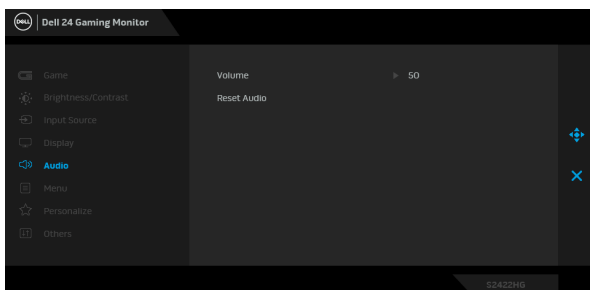 DELL Dell 24 Gaming Monitor
Game
Brightness/Contrast
Input Source
Display
Audio
Menu
Personalize
Others
Volume 50
Reset Audio
S2422HG